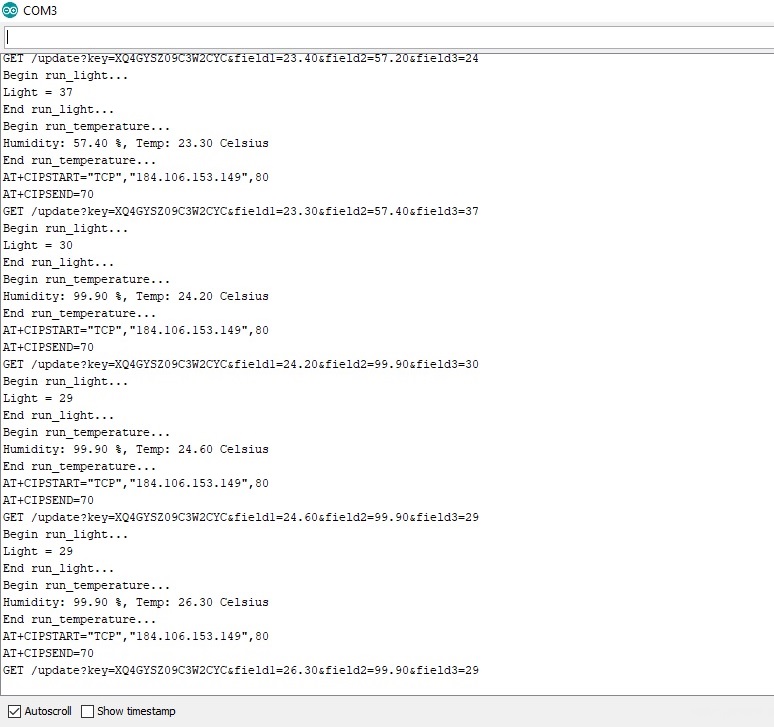 COM3
GET /update?key=XQ4GYSZ09C3W2CYC&field1=23.40&field2=57.20&field3=24
Begin run_light...
Light = 37
End run_light...
Begin run_temperature...
Humidity: 57.40 %, Temp: 23.30 Celsius
End run_temperature...
AT+CIPSTART="TCP","184.106.153.149",80
AT+CIPSEND=70
GET /update?key=XQ4GYSZ09C3W2CYC&field1=23.30&field2=57.40&field3=37
Begin run_light...
Light = 30
End run_light...
Begin run_temperature...
Humidity: 99.90 %, Temp: 24.20 Celsius
End run_temperature...
AT+CIPSTART="TCP","184.106.153.149",80
AT+CIPSEND=70
GET /update?key=XQ4GYSZ09C3W2CYC&field1=24.20&field2=99.90&field3=30
Begin run_light...
Light = 29
End run_light...
Begin run_temperature...
Humidity: 99.90 %, Temp: 24.60 Celsius
End run_temperature...
AT+CIPSTART="TCP","184.106.153.149",80
AT+CIPSEND=70
GET /update?key=XQ4GYSZ09C3W2CYC&field1=24.60&field2=99.90&field3=29
Begin run_light...
Light = 29
End run_light...
Begin run_temperature...
Humidity: 99.90 %, Temp: 26.30 Celsius
End run_temperature...
AT+CIPSTART="TCP","184.106.153.149",80
AT+CIPSEND=70
GET /update?key=XQ4GYSZ09C3W2CYC&field1=26.30&field2=99.90&field3=29
Autoscroll Show timestamp